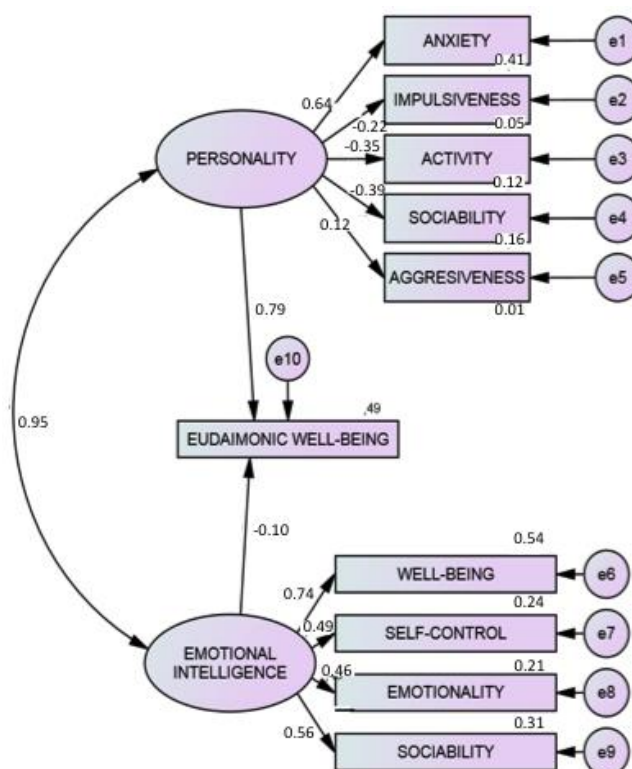 ANXIETY
e1
0.41
0.64
IMPULSIVENESS
e2
-0.22
0.05
-0.35
PERSONALITY
ACTIVITY
e3
0.12
-0.39
SOCIABILITY
e4
0.12
0.16
AGGRESIVENESS
e5
0.01
0.79
e10
,49
0.95
EUDAIMONIC WELL-BEING
-0.10
0.54
WELL-BEING
e6
0.74
0.24
0.49
SELF-CONTROL
e7
EMOTIONAL
INTELLIGENCE
0.21
0.46
EMOTIONALITY
e8
0.31
0.56
SOCIABILITY
e9